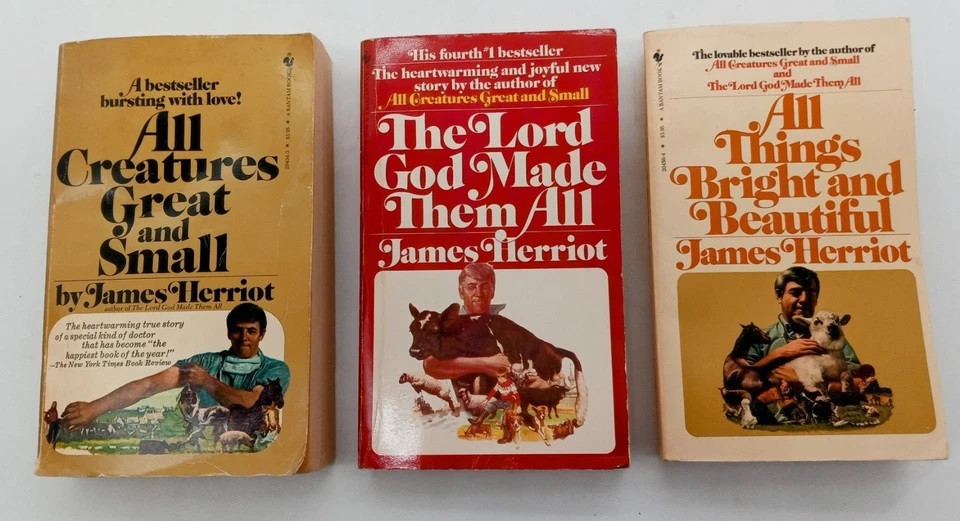 A bestseller
bursting with love!
All
Creatures
Great
and
Small
by James Herriot
author of The Lord God Made Them All
The heartwarming true story
of a special kind of doctor
that has become "the
happiest book of the year!"
—The New York Times Book Review
A BANTAM BOOK
His fourth #1 bestseller
The heartwarming and joyful new
story by the author of
All Creatures Great and Small
The Lord
God Made
Them All
James Herriot
The lovable bestseller by the author of
All Creatures Great and Small
and
The Lord God Made Them All
All
Things
Bright and
Beautiful
James Herriot
A BANTAM BOOK